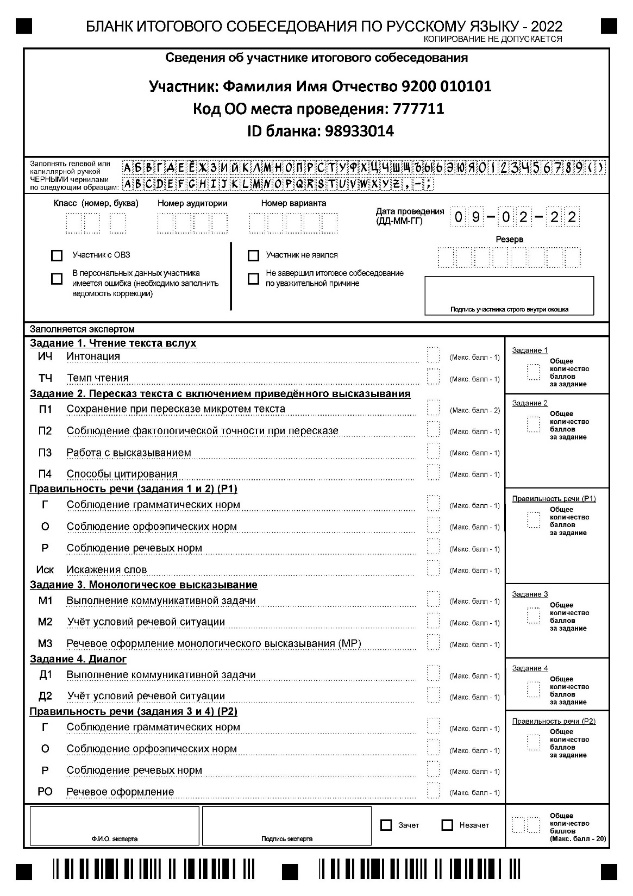 БЛАНК ИТОГОВОГО СОБЕСЕДОВАНИЯ ПО РУССКОМУ ЯЗЫКУ - 2022
КОПИРОВАНИЕ НЕ ДОПУСКАЕТСЯ
Сведения об участнике итогового собеседования
Участник: Фамилия Имя Отчество 9200 010101
Код ОО места проведения: 777711
ID бланка: 98933014
Заполнять гелевой или
капиллярной ручкой
ЧЕРНЫМИ чернилами
по следующим образцам:
АБВГДЕЁЖЗИЙКЛМНОПРСТУФХЦЧШЩЪЫЬЭЮЯ0123456789()
ABCDEFGHIJKLMNOPQRSTUVWXYZ,-;
Класс (номер, буква) Номер аудитории Номер варианта
Дата проведения
(ДД-ММ-ГГ)
09-02-22
Резерв
Участник с ОВЗ
Участник не явился
В персональных данных участника
имеется ошибка (необходимо заполнить
ведомость коррекции)
Не завершил итоговое собеседование
по уважительной причине
Подпись участника строго внутри окошка
Заполняется экспертом
Задание 1. Чтение текста вслух
ИЧ Интонация (Макс. балл - 1)
ТЧ Темп чтения (Макс. балл - 1)
Задание 1
Общее
количество
баллов
за задание
Задание 2. Пересказ текста с включением приведённого высказывания
П1 Сохранение при пересказе микротем текста (Макс. балл - 2)
П2 Соблюдение фактологической точности при пересказе (Макс. балл - 1)
П3 Работа с высказыванием (Макс. балл - 1)
П4 Способы цитирования (Макс. балл - 1)
Задание 2
Общее
количество
баллов
за задание
Правильность речи (задания 1 и 2) (Р1)
Г Соблюдение грамматических норм (Макс. балл - 1)
О Соблюдение орфоэпических норм (Макс. балл - 1)
Р Соблюдение речевых норм (Макс. балл - 1)
Иск Искажения слов (Макс. балл - 1)
Правильность речи (Р1)
Общее
количество
баллов
за задание
Задание 3. Монологическое высказывание
М1 Выполнение коммуникативной задачи (Макс. балл - 1)
М2 Учёт условий речевой ситуации (Макс. балл - 1)
М3 Речевое оформление монологического высказывания (МР) (Макс. балл - 1)
Задание 3
Общее
количество
баллов
за задание
Задание 4. Диалог
Д1 Выполнение коммуникативной задачи (Макс. балл - 1)
Д2 Учёт условий речевой ситуации (Макс. балл - 1)
Задание 4
Общее
количество
баллов
за задание
Правильность речи (задания 3 и 4) (Р2)
Г Соблюдение грамматических норм (Макс. балл - 1)
О Соблюдение орфоэпических норм (Макс. балл - 1)
Р Соблюдение речевых норм (Макс. балл - 1)
РО Речевое оформление (Макс. балл - 1)
Правильность речи (Р2)
Общее
количество
баллов
за задание
Ф.И.О. эксперта
Подпись эксперта
Зачет
Незачет
Общее
количество
баллов
(Макс. балл - 20)